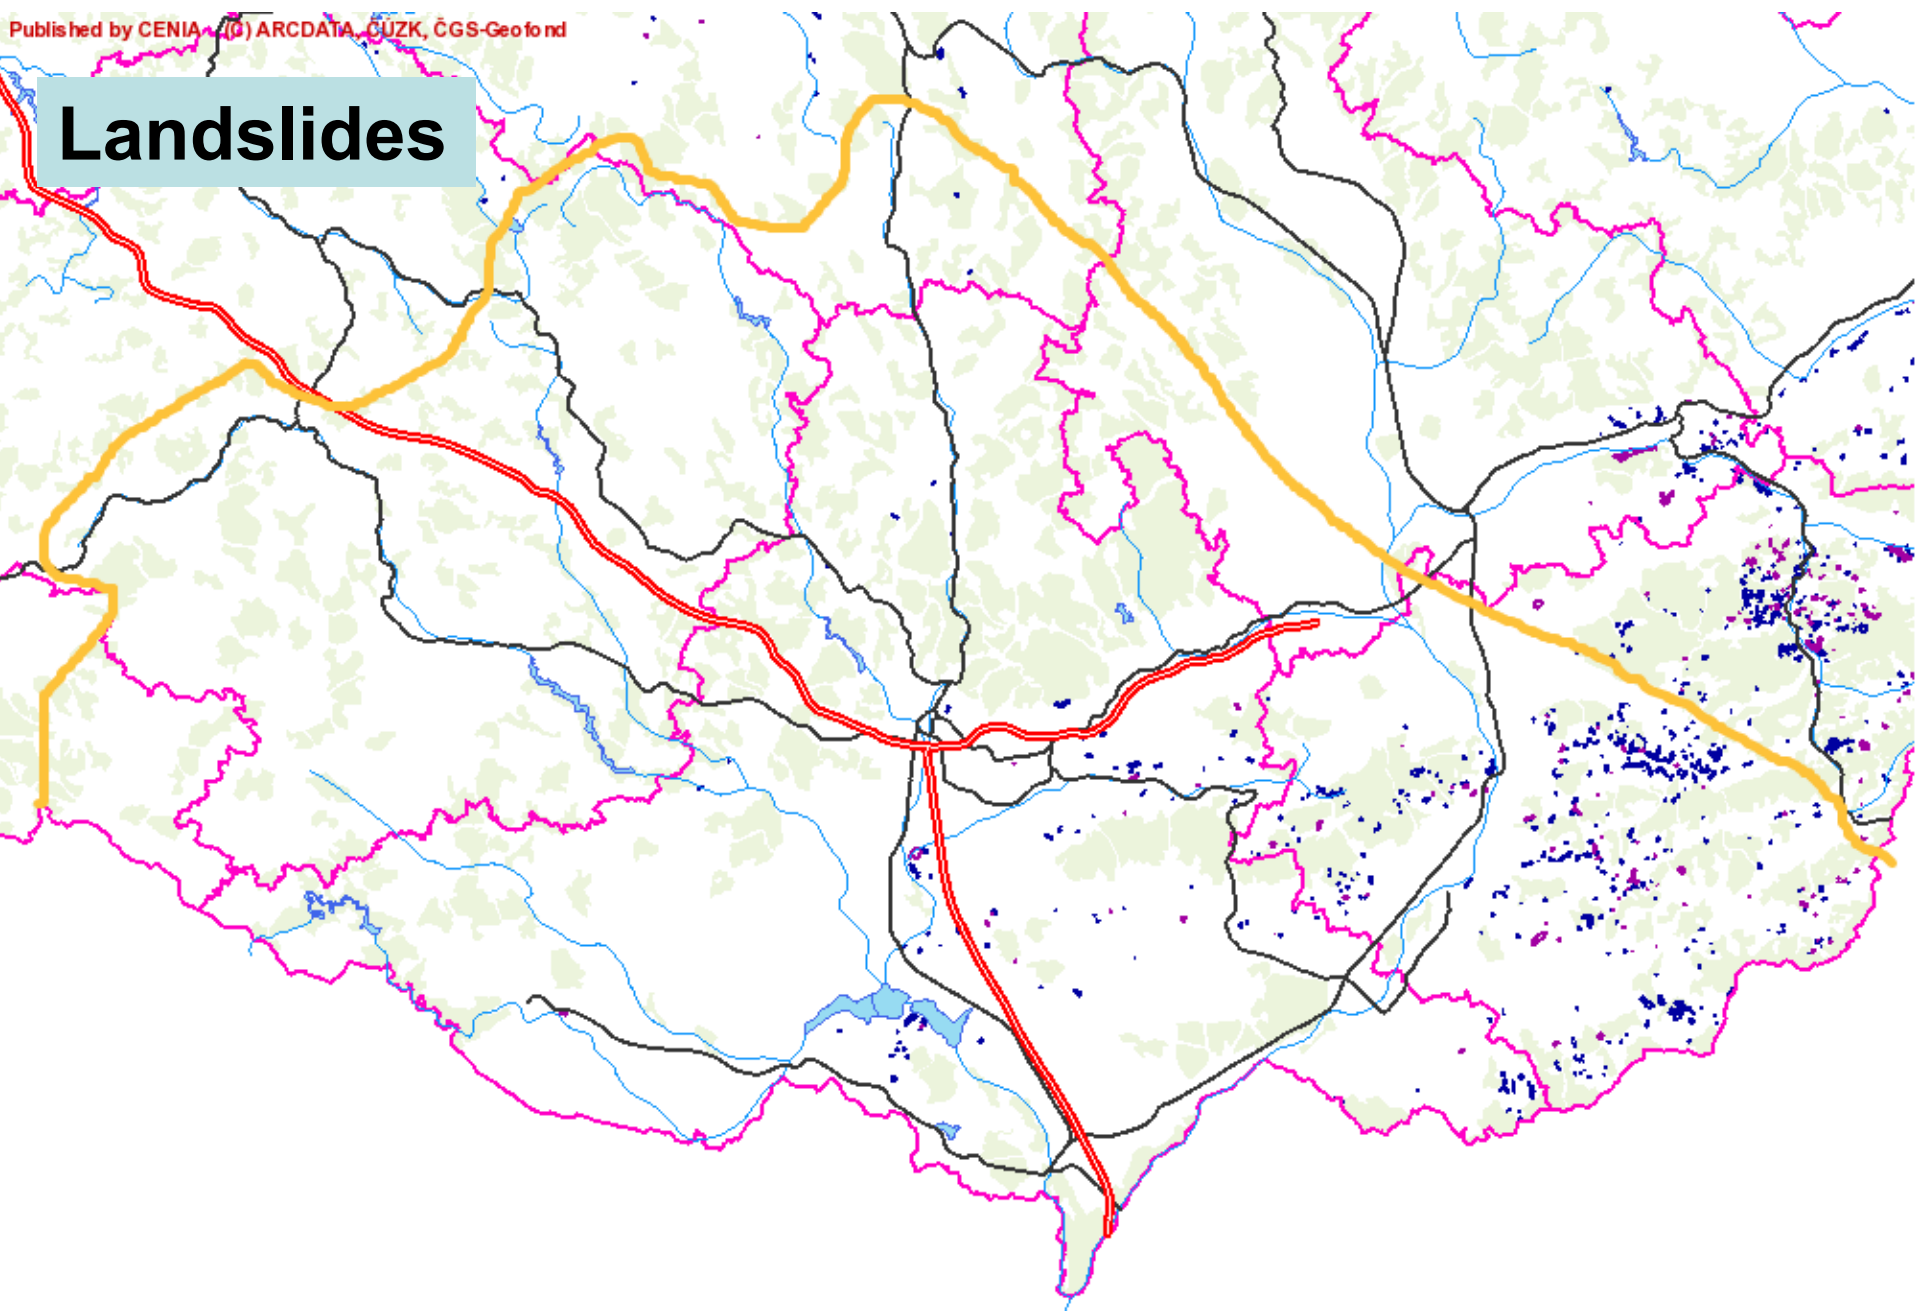 Published by CENIA, (C) ARCDATA, ČÚZK, ČGS-Geofond
Landslides